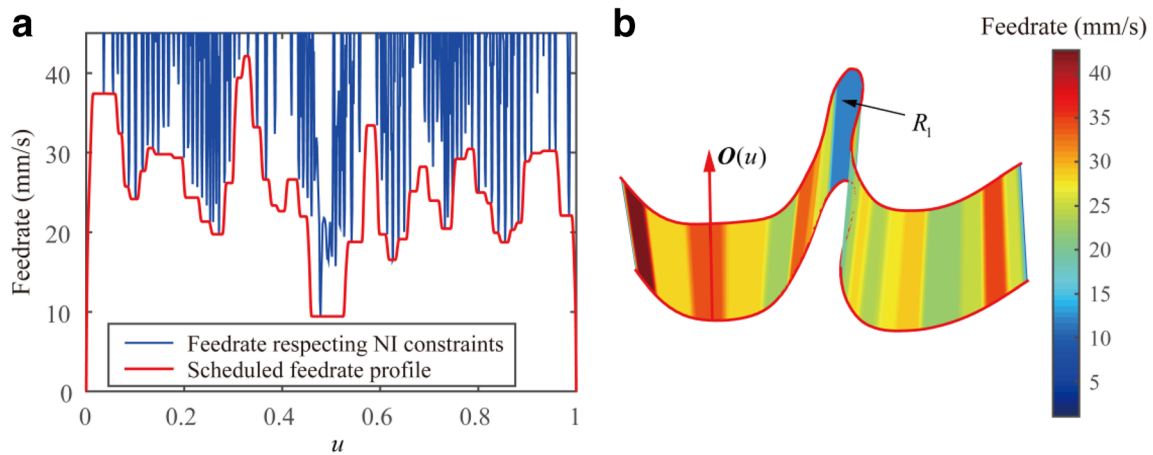 a
Feedrate (mm/s)
40
30
20
10
0
Feedrate respecting NI constraints
Scheduled feedrate profile
0
0.2
0.4
0.6
0.8
1
u
b
Feedrate (mm/s)
R1
O(u)
40
35
30
25
20
15
10
5